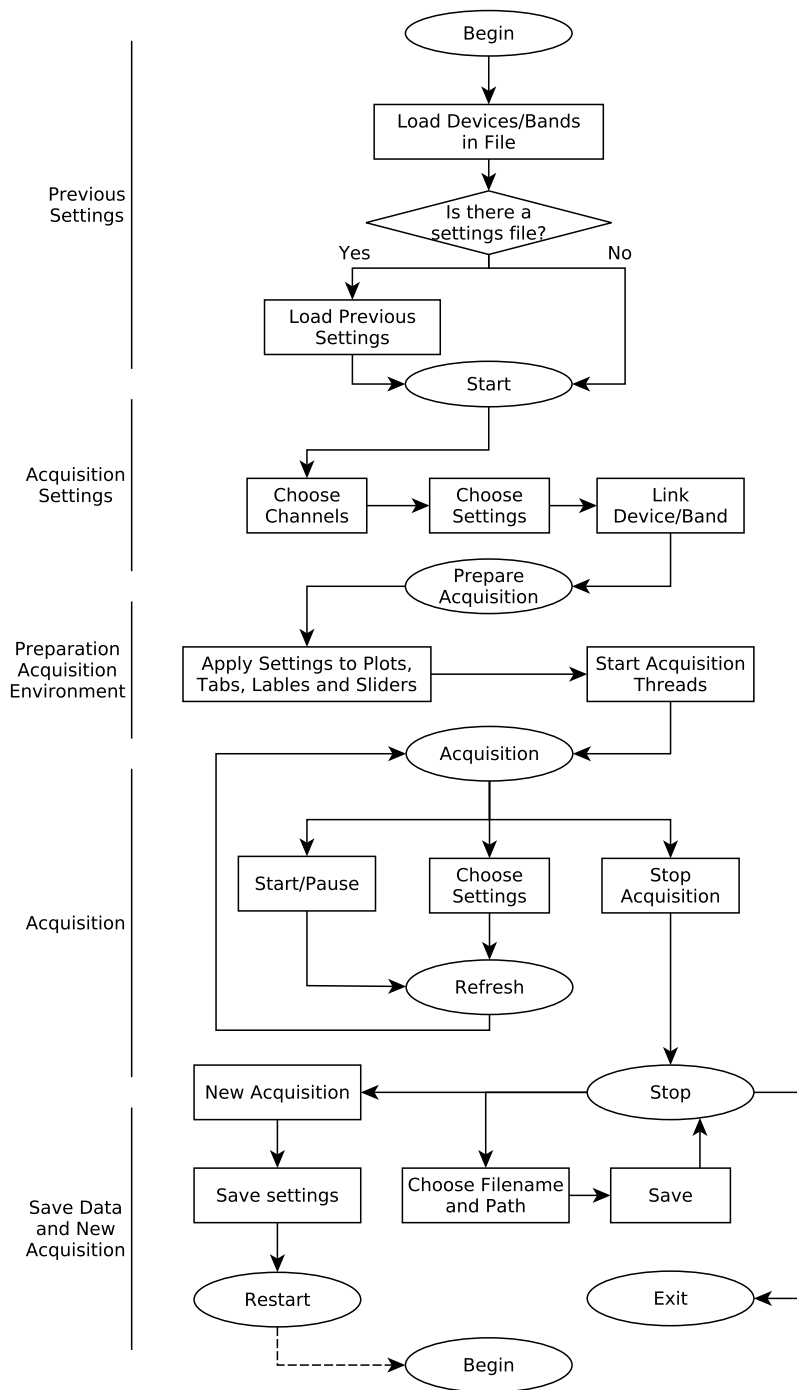 Begin
Load Devices/Bands
in File
Previous
Settings
Is there a
settings file?
Yes
No
Load Previous
Settings
Start
Acquisition
Settings
Choose
Channels
Choose
Settings
Link
Device/Band
Prepare
Acquisition
Preparation
Acquisition
Environment
Apply Settings to Plots,
Tabs, Lables and Sliders
Start Acquisition
Threads
Acquisition
Start/Pause
Choose
Settings
Stop
Acquisition
Acquisition
Refresh
New Acquisition
Stop
Save settings
Choose Filename
and Path
Save
Save Data
and New
Acquisition
Restart
Exit
Begin